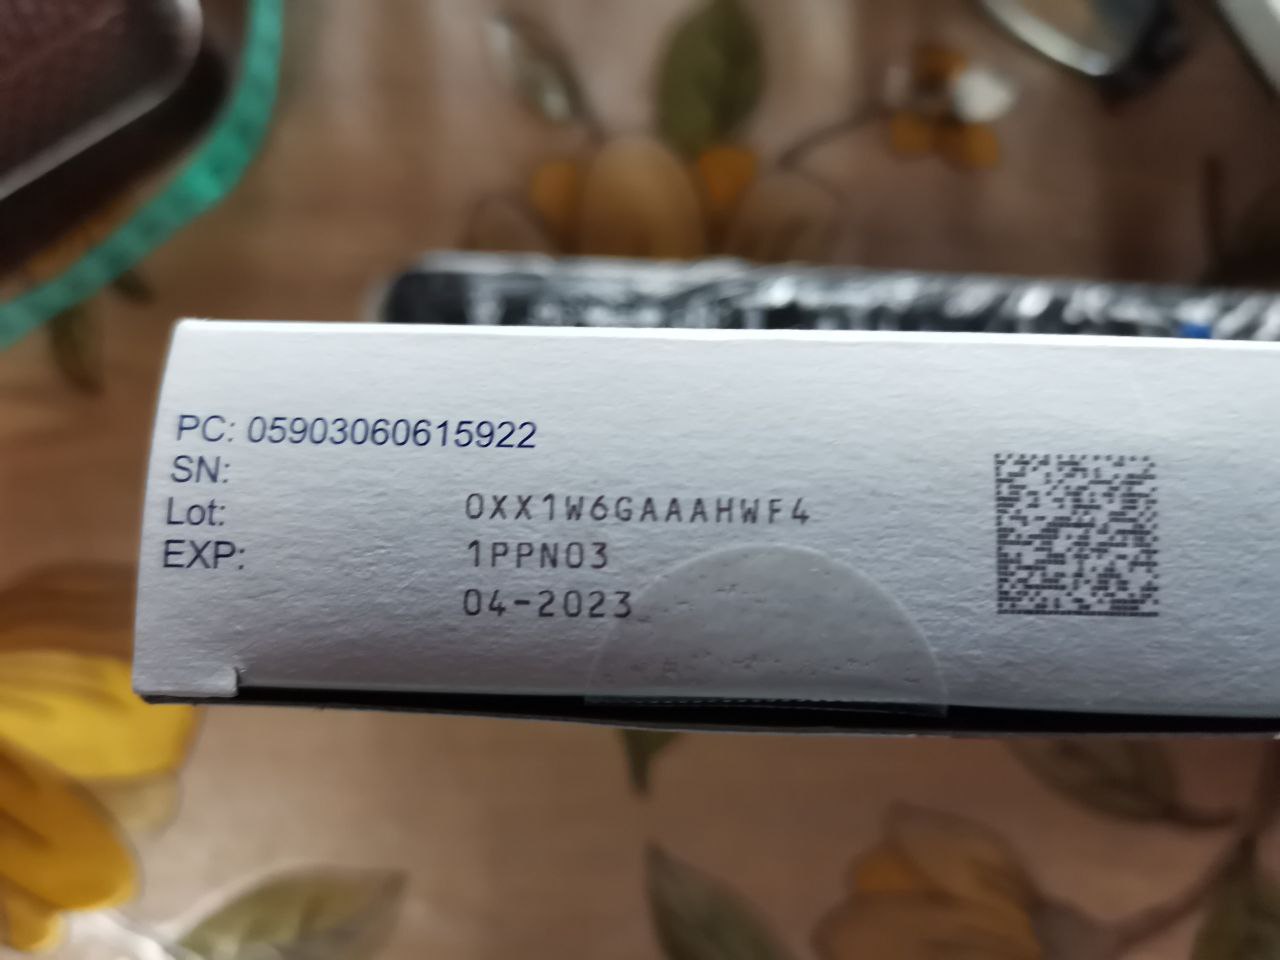 PC: 05903060615922
SN: 0XX1W6GAAAHWF4
Lot: 1PPN03
EXP: 04-2023